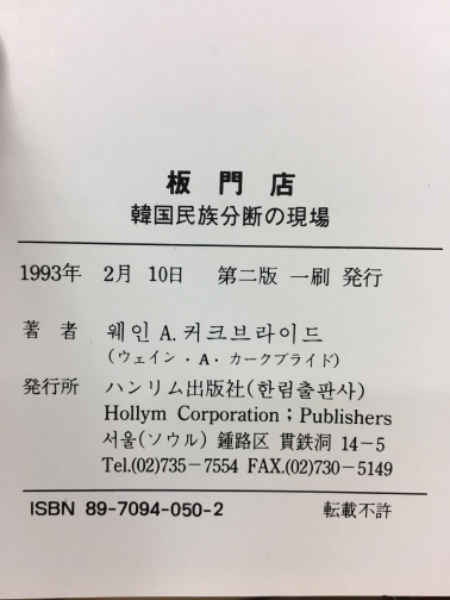 板門店
韓国民族分断の現場
1993年 2月 10日 第二版 一刷 発行
著者 웨인 A.커크브라이드
(ウェイン・A・カークブライド)
発行所 ハンリム出版社(한림출판사)
Hollym Corporation ; Publishers
서울(ソウル) 鍾路区 貫鉄洞 14-5
Tel.(02)735-7554 FAX.(02)730-5149
ISBN 89-7094-050-2 転載不許